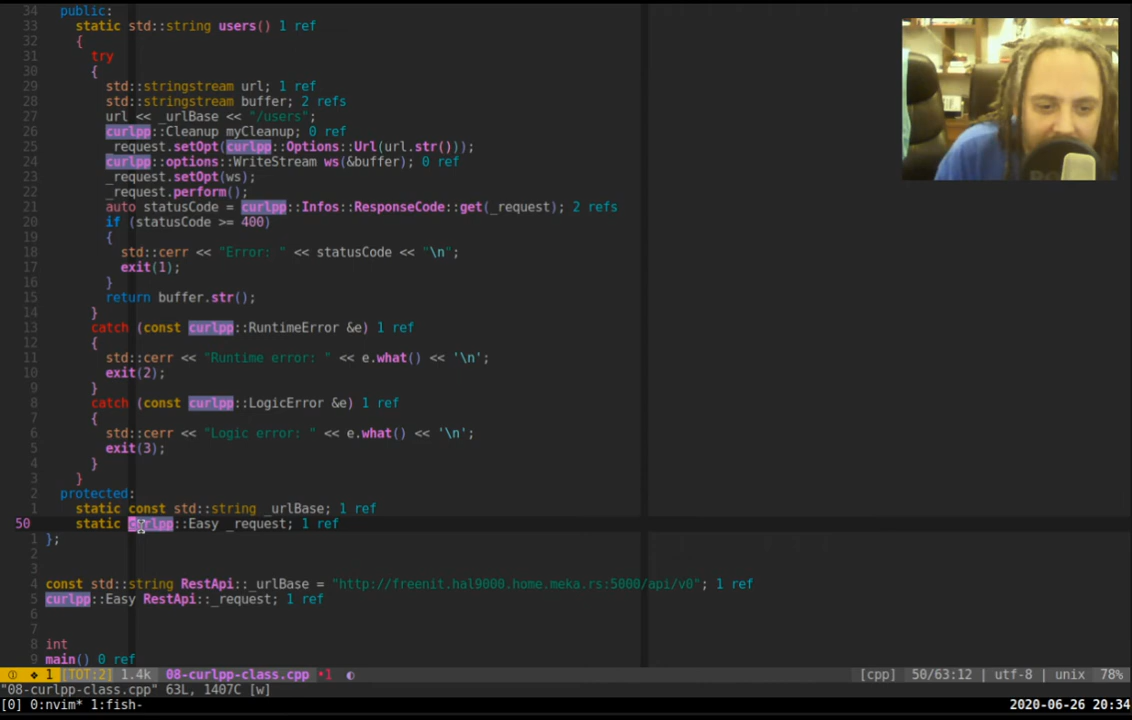 34 public:
33 static std::string users() 1 ref
32 {
31 try
30 {
29 std::stringstream url; 1 ref
28 std::stringstream buffer; 2 refs
27 url << _urlBase << "/users";
26 curlpp::Cleanup myCleanup; 0 ref
25 _request.setOpt(curlpp::Options::Url(url.str()));
24 curlpp::options::WriteStream ws(&buffer); 0 ref
23 _request.setOpt(ws);
22 _request.perform();
21 auto statusCode = curlpp::Infos::ResponseCode::get(_request); 2 refs
20 if (statusCode >= 400)
19 {
18 std::cerr << "Error: " << statusCode << "\n";
17 exit(1);
16 }
15 return buffer.str();
14 }
13 catch (const curlpp::RuntimeError &e) 1 ref
12 {
11 std::cerr << "Runtime error: " << e.what() << '\n';
10 exit(2);
9 }
8 catch (const curlpp::LogicError &e) 1 ref
7 {
6 std::cerr << "Logic error: " << e.what() << '\n';
5 exit(3);
4 }
3 }
2 protected:
1 static const std::string _urlBase; 1 ref
50 static curlpp::Easy _request; 1 ref
1 };
2
3
4 const std::string RestApi::_urlBase = "http://freenit.hal9000.home.meka.rs:5000/api/v0"; 1 ref
5 curlpp::Easy RestApi::_request; 1 ref
6
7
8 int
9 main() 0 ref
1 [TOT:2] 1.4k 08-curlpp-class.cpp •1 [cpp] 50/63:12 | utf-8 | unix 78%
"08-curlpp-class.cpp" 63L, 1407C [w]
[0] 0:nvim* 1:fish- 2020-06-26 20:34